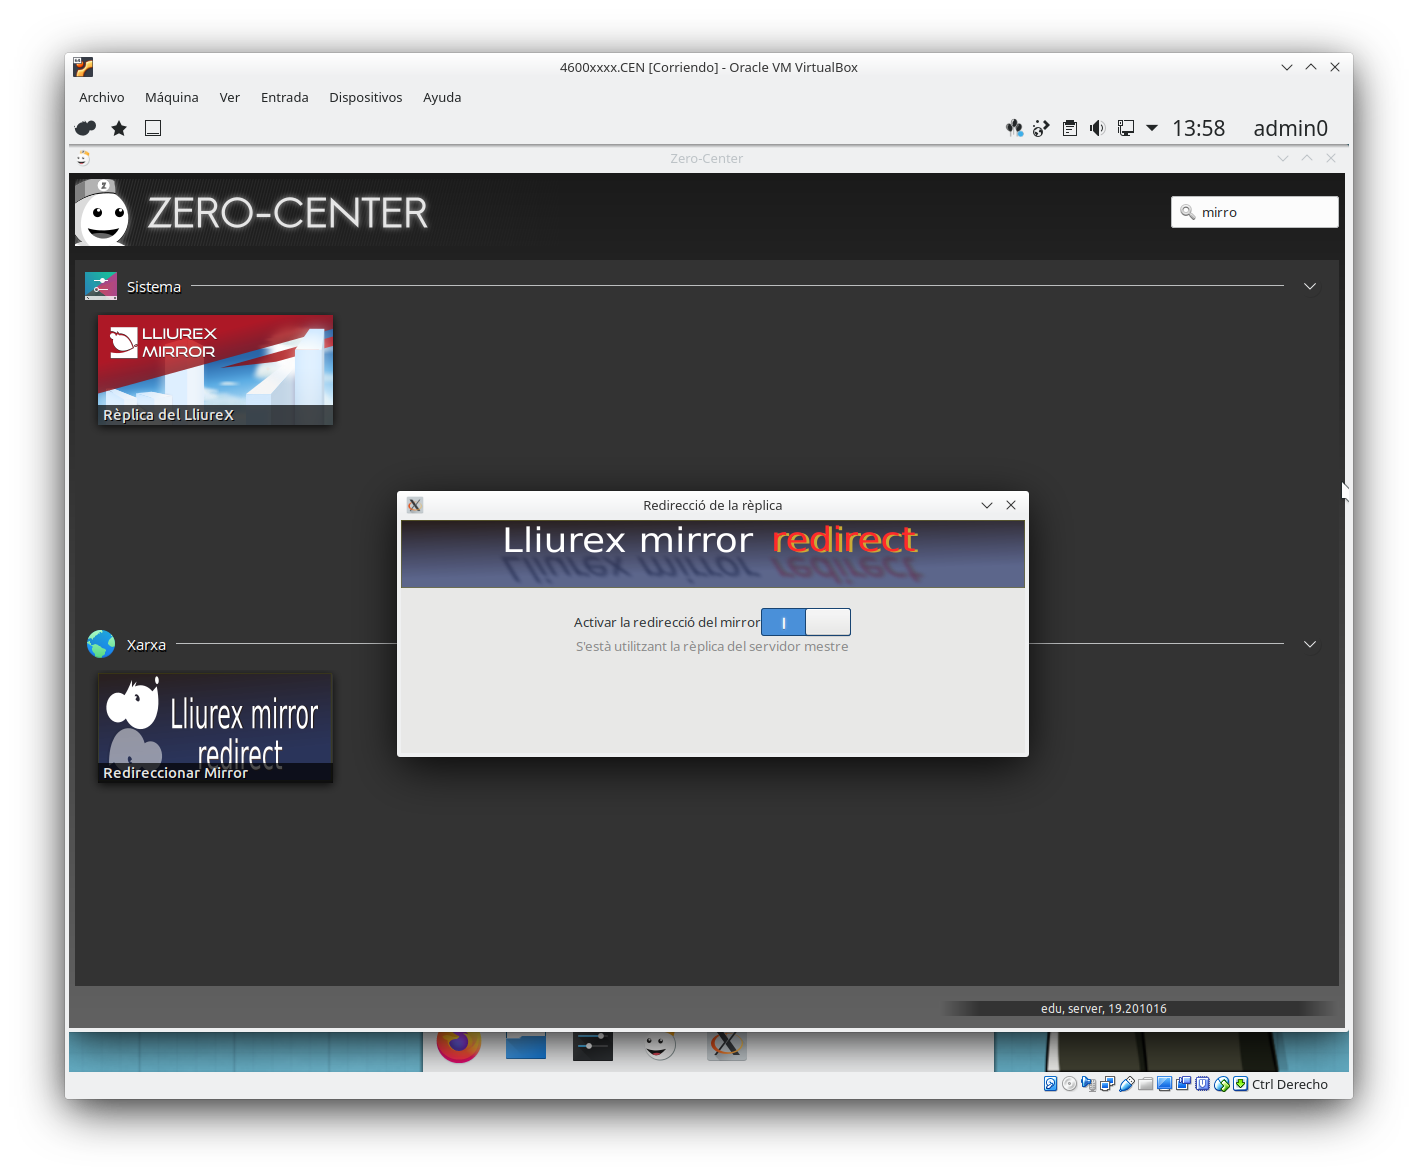 4600xxxx.CEN [Corriendo] - Oracle VM VirtualBox
Archivo Máquina Ver Entrada Dispositivos Ayuda
13:58 admin0
Zero-Center
ZERO-CENTER
mirro
Sistema
LLIUREX
MIRROR
Rèplica del LliureX
Redirecció de la rèplica
Lliurex mirror redirect
Activar la redirecció del mirror
S'està utilitzant la rèplica del servidor mestre
Xarxa
Lliurex mirror
redirect
Redireccionar Mirror
edu, server, 19.201016
Ctrl Derecho